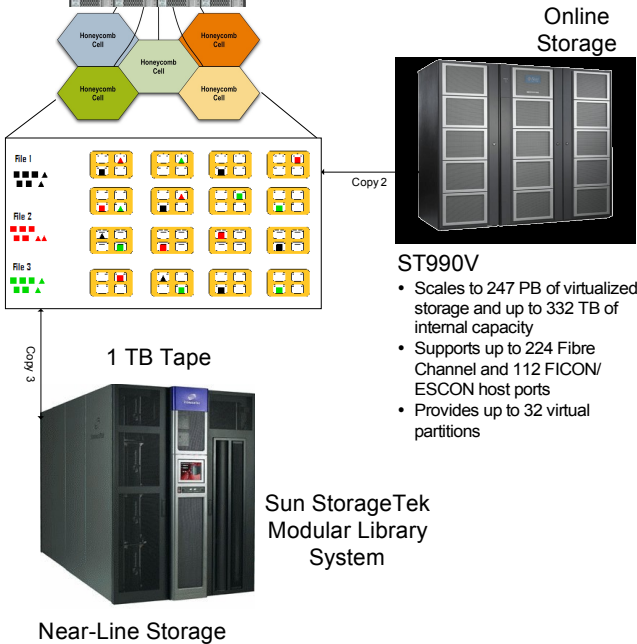 Online
Storage
Honeycomb
Cell
Honeycomb
Cell
Honeycomb
Cell
Honeycomb
Cell
Honeycomb
Cell
File 1
File 2
File 3
Copy 2
ST990V
• Scales to 247 PB of virtualized
storage and up to 332 TB of
internal capacity
• Supports up to 224 Fibre
Channel and 112 FICON/
ESCON host ports
• Provides up to 32 virtual
partitions
Copy 3
1 TB Tape
Sun StorageTek
Modular Library
System
Near-Line Storage